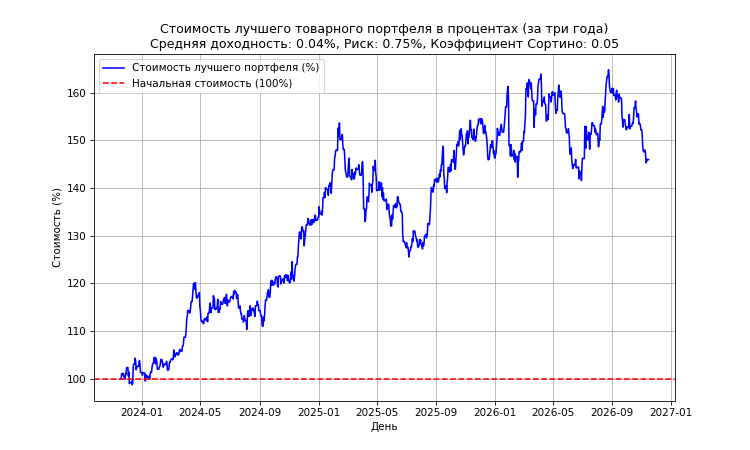 Стоимость лучшего товарного портфеля в процентах (за три года)
Средняя доходность: 0.04%, Риск: 0.75%, Коэффициент Сортино: 0.05
Стоимость лучшего портфеля (%)
Начальная стоимость (100%)
Стоимость (%)
160
150
140
130
120
110
100
2024-01 2024-05 2024-09 2025-01 2025-05 2025-09 2026-01 2026-05 2026-09 2027-01
День